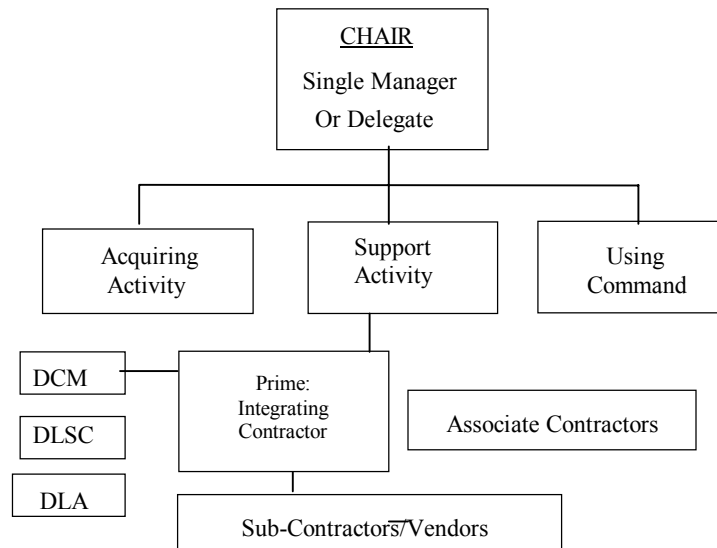 CHAIR
Single Manager
Or Delegate
Acquiring
Activity
Support
Activity
Using
Command
DCM
DLSC
DLA
Prime:
Integrating
Contractor
Associate Contractors
Sub-Contractors/Vendors